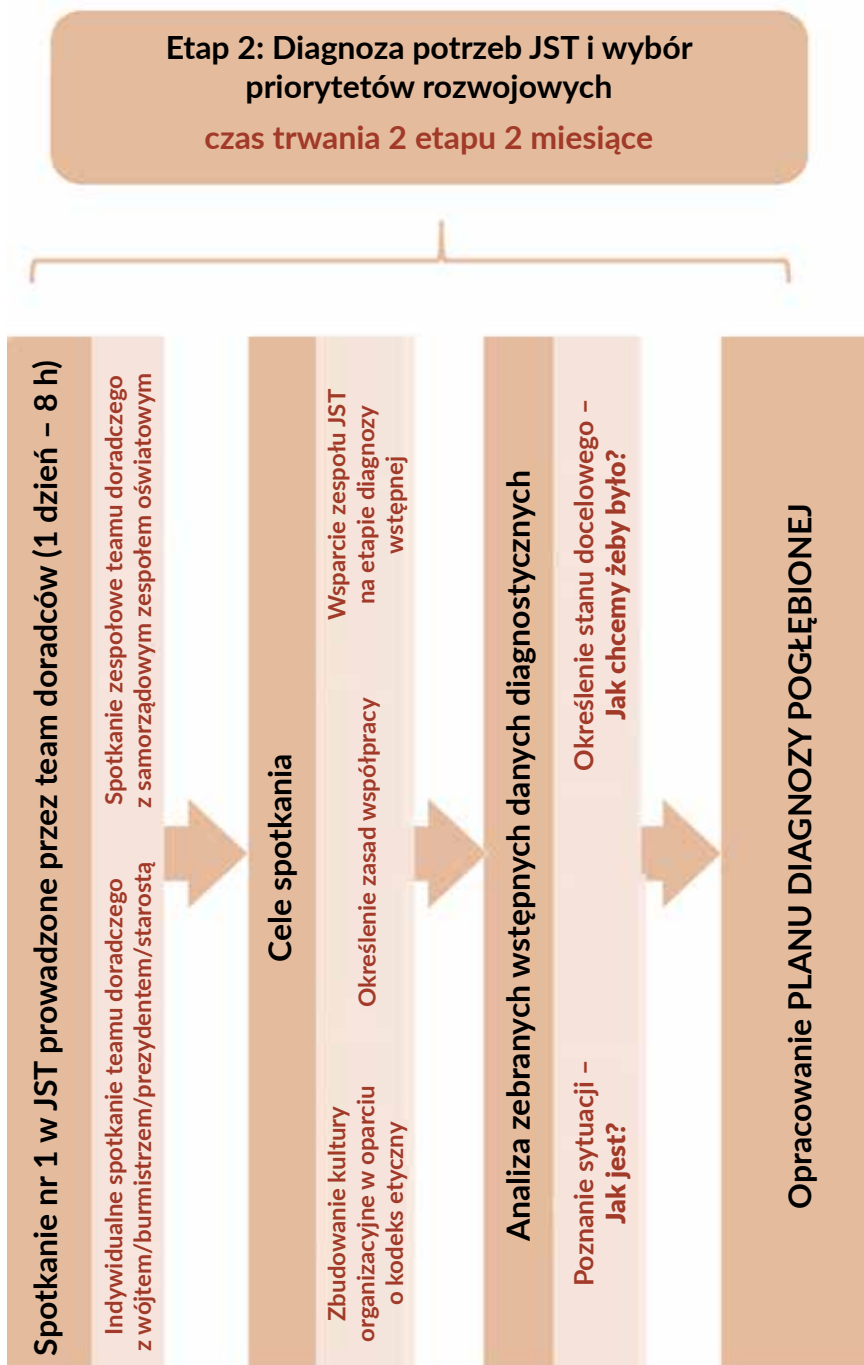 Etap 2: Diagnoza potrzeb JST i wybór
priorytetów rozwojowych
czas trwania 2 etapu 2 miesiące
Spotkanie nr 1 w JST prowadzone przez team doradców (1 dzień – 8 h)
Indywidualne spotkanie teamu doradczego
z wójtem/burmistrzem/prezydentem/starostą
Spotkanie zespołowe teamu doradczego
z samorządowym zespołem oświatowym
Cele spotkania
Zbudowanie kultury
organizacyjne w oparciu
o kodeks etyczny
Określenie zasad współpracy
Wsparcie zespołu JST
na etapie diagnozy
wstępnej
Analiza zebranych wstępnych danych diagnostycznych
Poznanie sytuacji –
Jak jest?
Określenie stanu docelowego –
Jak chcemy żeby było?
Opracowanie PLANU DIAGNOZY POGŁĘBIONEJ